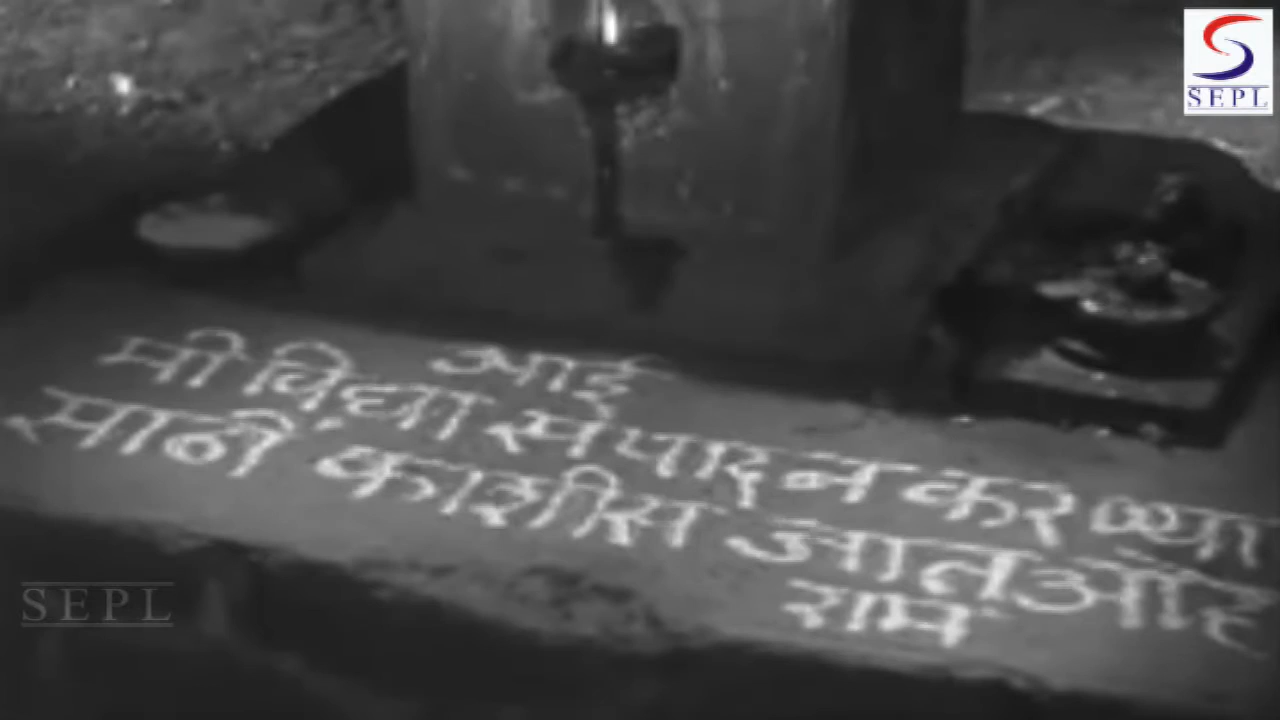 SEPL
आई
मी विद्या संपादन करण्या
साठी काशीस जात आहे
राम
SEPL